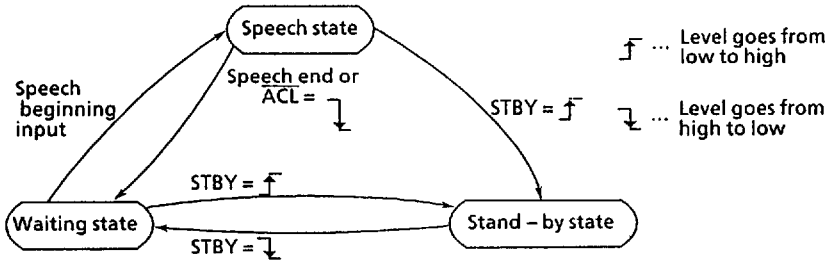 Speech state
Speech
beginning
input
Speech end or
A̅C̅L̅ =
STBY =
... Level goes from
low to high
... Level goes from
high to low
STBY =
Waiting state
Stand – by state
STBY =